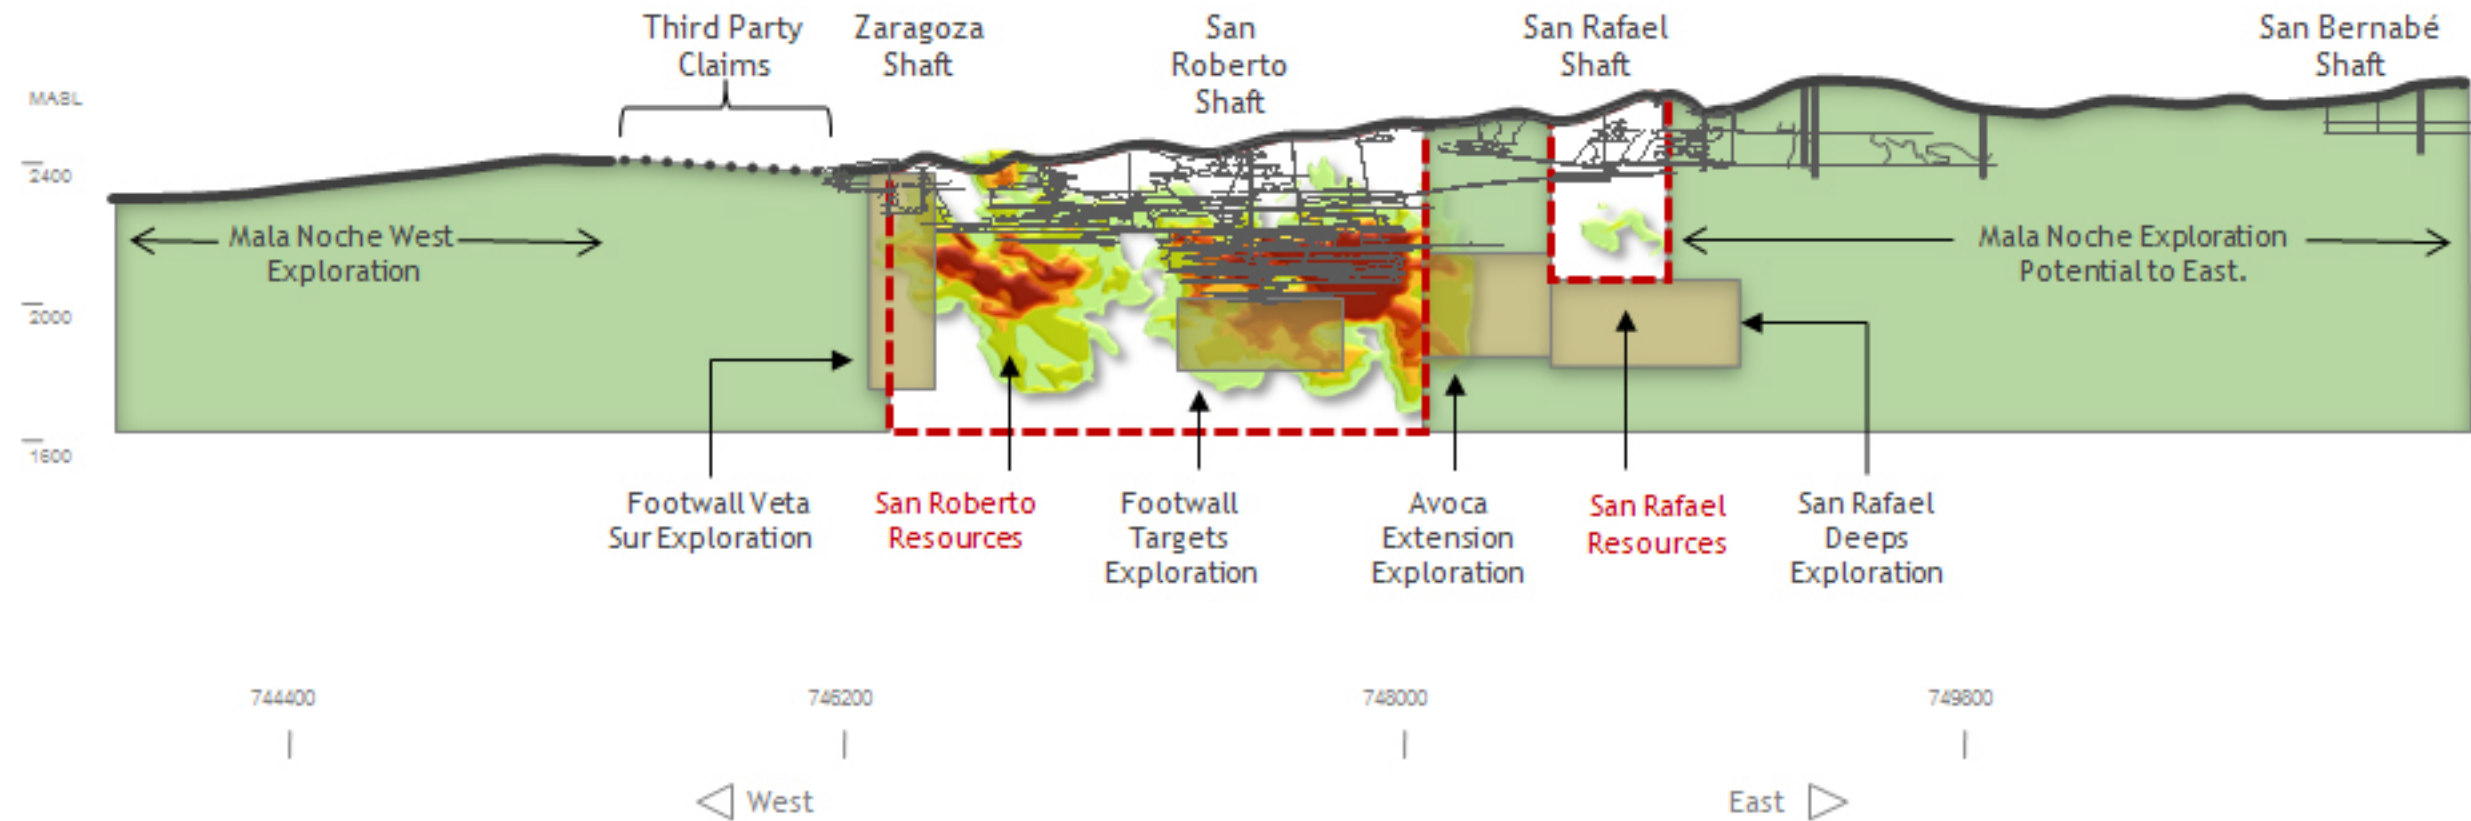 Third Party
Claims
Zaragoza
Shaft
San
Roberto
Shaft
San Rafael
Shaft
San Bernabé
Shaft
MASL
2400
2000
1600
Mala Noche West
Exploration
Mala Noche Exploration
Potential to East.
Footwall Veta
Sur Exploration
San Roberto
Resources
Footwall
Targets
Exploration
Avoca
Extension
Exploration
San Rafael
Resources
San Rafael
Deeps
Exploration
744400
746200
748000
749800
West
East